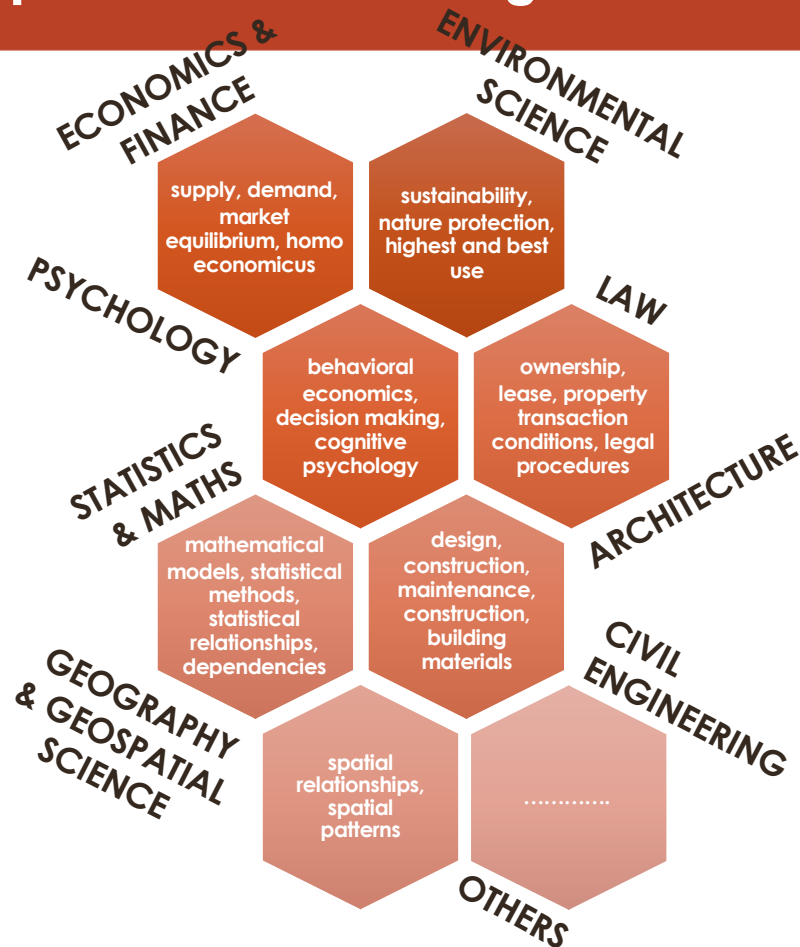 ECONOMICS &
FINANCE
ENVIRONMENTAL
SCIENCE
supply, demand,
market
equilibrium, homo
economicus
sustainability,
nature protection,
highest and best
use
PSYCHOLOGY
LAW
behavioral
economics,
decision making,
cognitive
psychology
ownership,
lease, property
transaction
conditions, legal
procedures
STATISTICS
& MATHS
ARCHITECTURE
mathematical
models, statistical
methods,
statistical
relationships,
dependencies
design,
construction,
maintenance,
construction,
building
materials
CIVIL
ENGINEERING
GEOGRAPHY
& GEOSPATIAL
SCIENCE
spatial
relationships,
spatial
patterns
.............
OTHERS